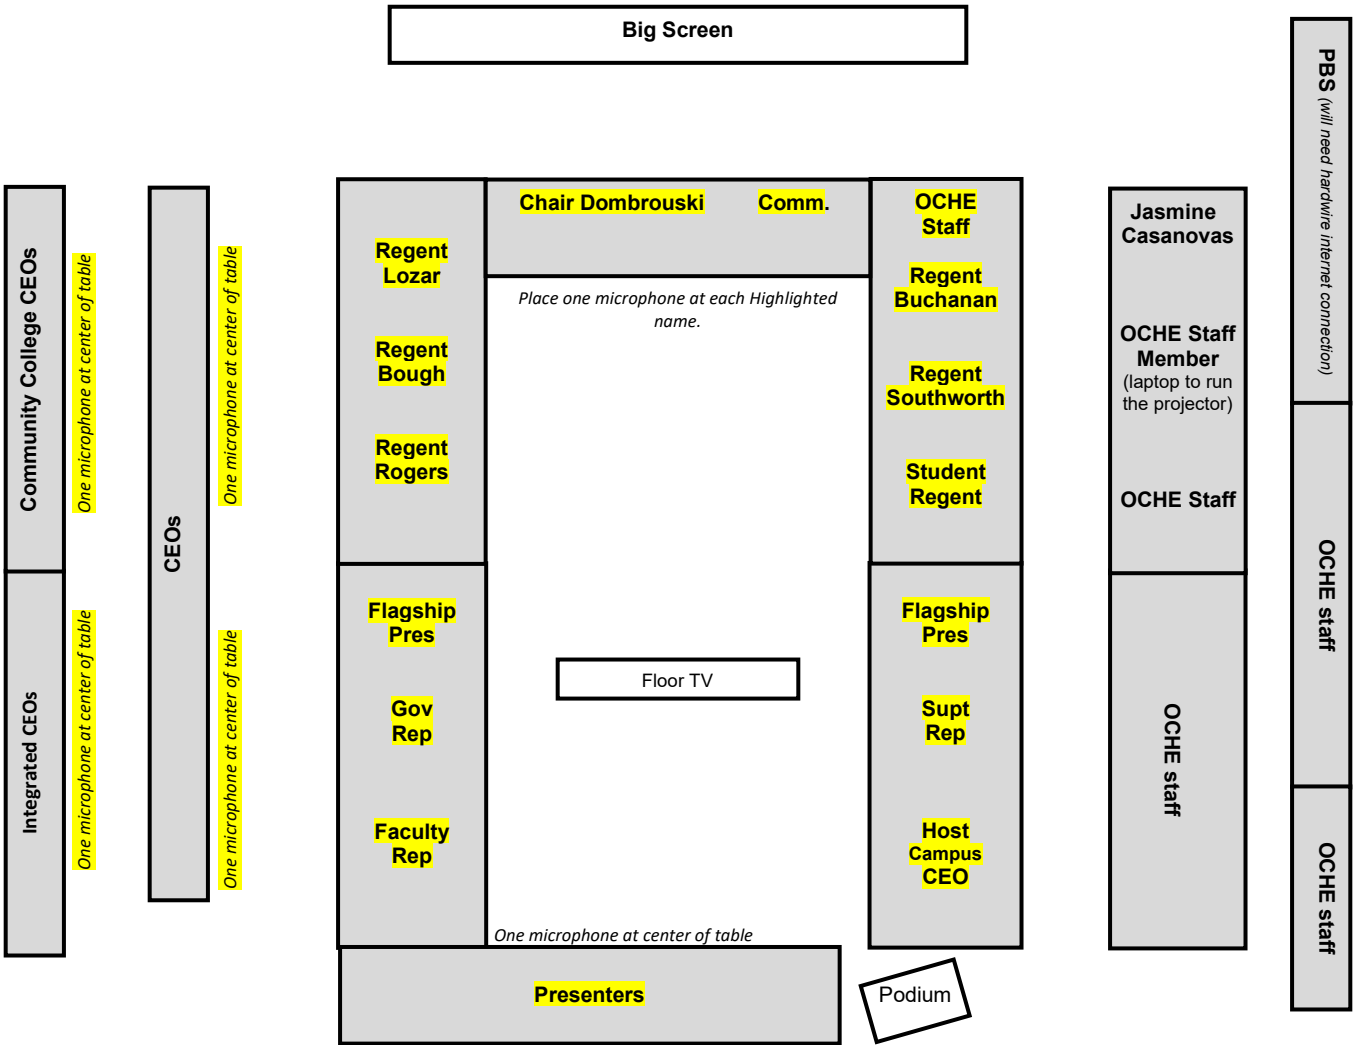 Big Screen
PBS (will need hardwire internet connection)
Community College CEOs
One microphone at center of table
One microphone at center of table
CEOs
Integrated CEOs
One microphone at center of table
One microphone at center of table
Chair Dombrouski Comm.
Place one microphone at each Highlighted
name.
Regent
Lozar
Regent
Bough
Regent
Rogers
OCHE
Staff
Regent
Buchanan
Regent
Southworth
Student
Regent
Jasmine
Casanovas
OCHE Staff
Member
(laptop to run
the projector)
OCHE Staff
Flagship
Pres
Gov
Rep
Faculty
Rep
Floor TV
Flagship
Pres
Supt
Rep
Host
Campus
CEO
OCHE staff
OCHE staff
OCHE staff
One microphone at center of table
Presenters
Podium